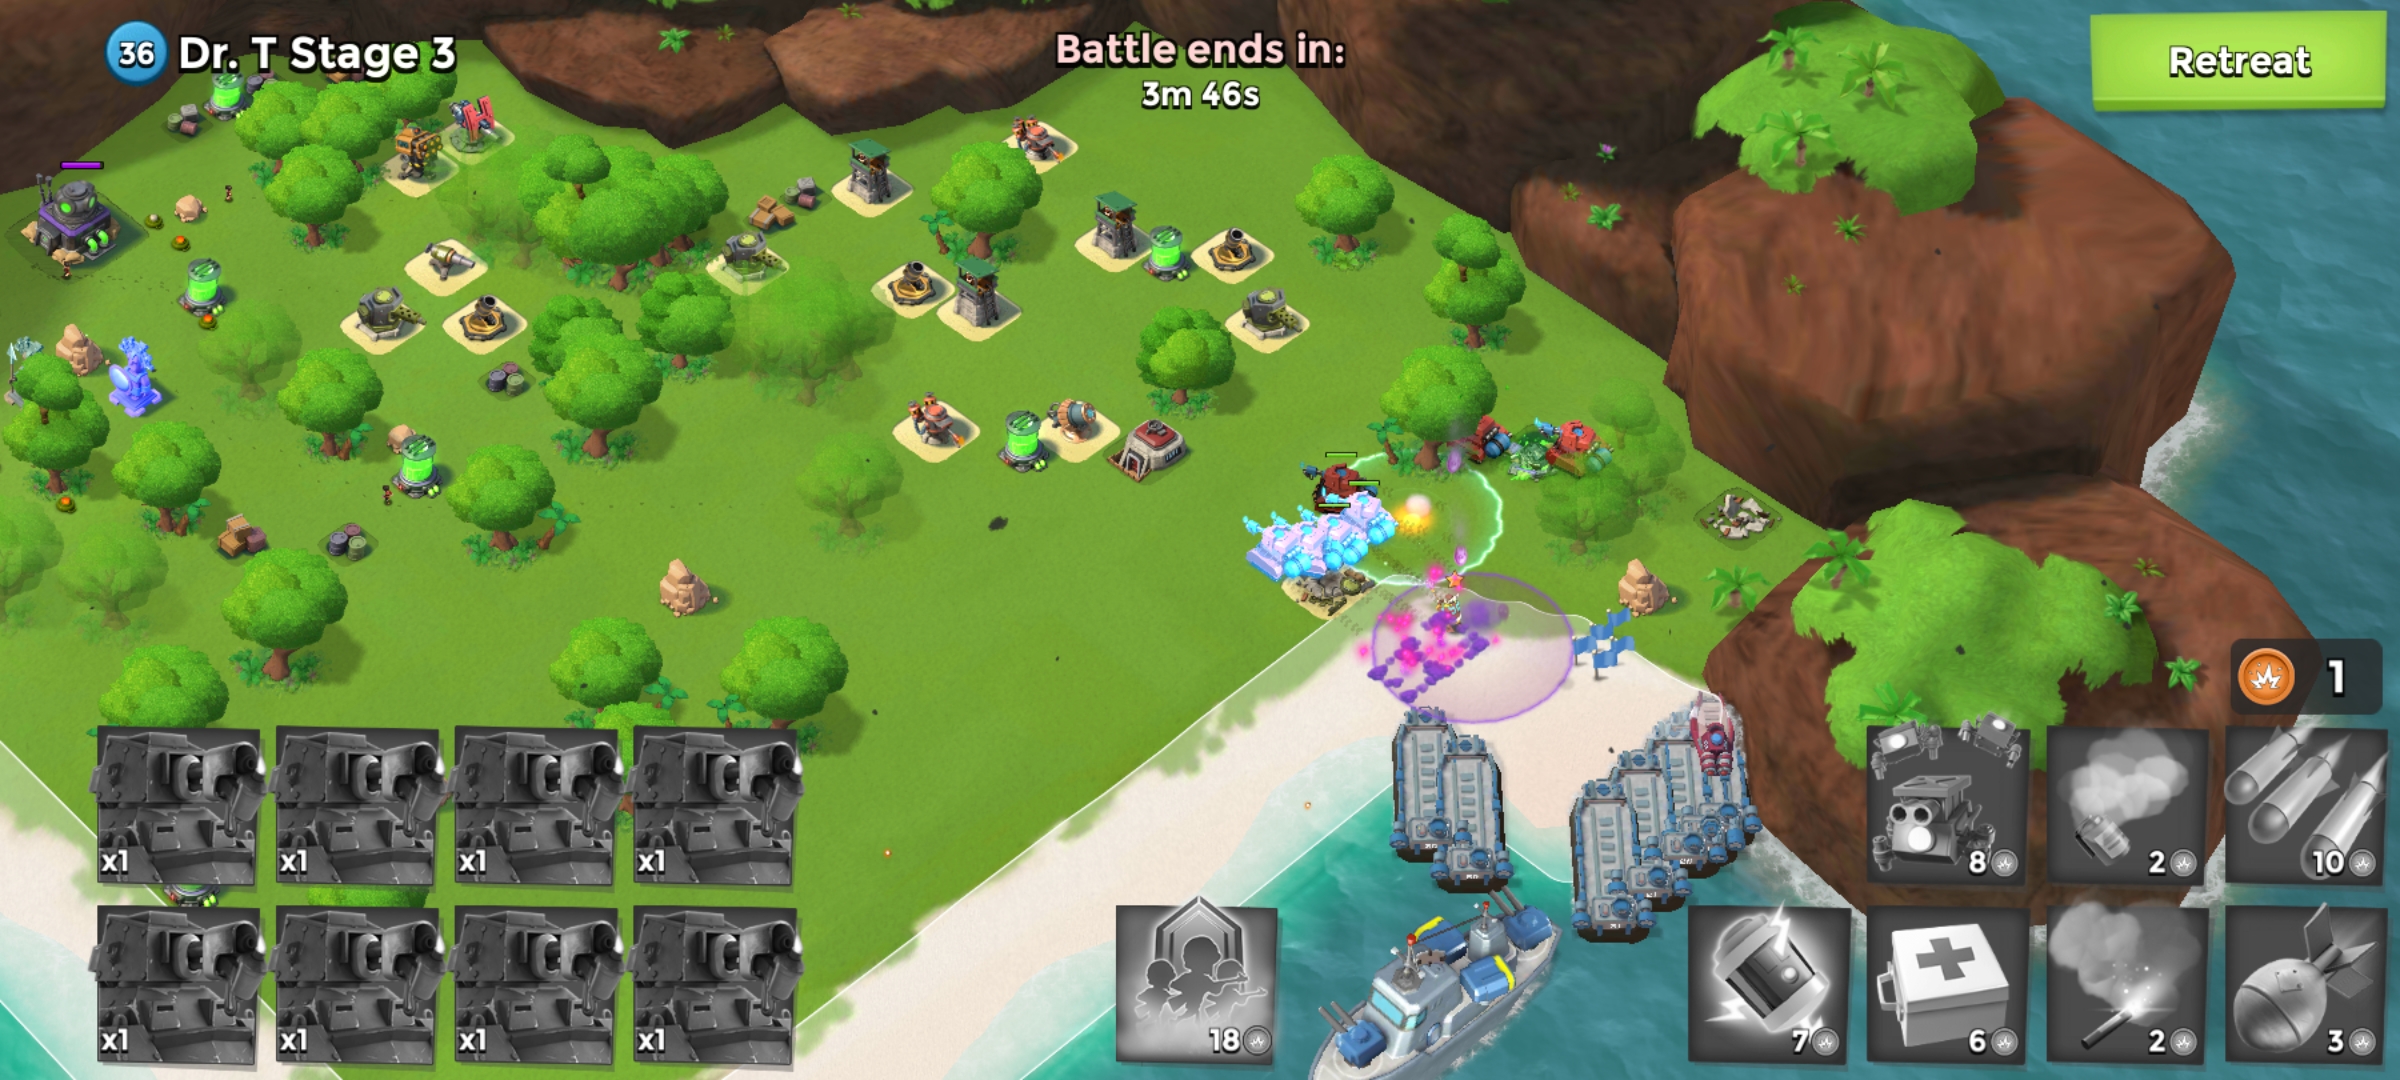 36 Dr. T Stage 3
Battle ends in:
3m 46s
Retreat
1
x1 x1 x1 x1
8 2 10
x1 x1 x1 x1
18 7 6 2 3